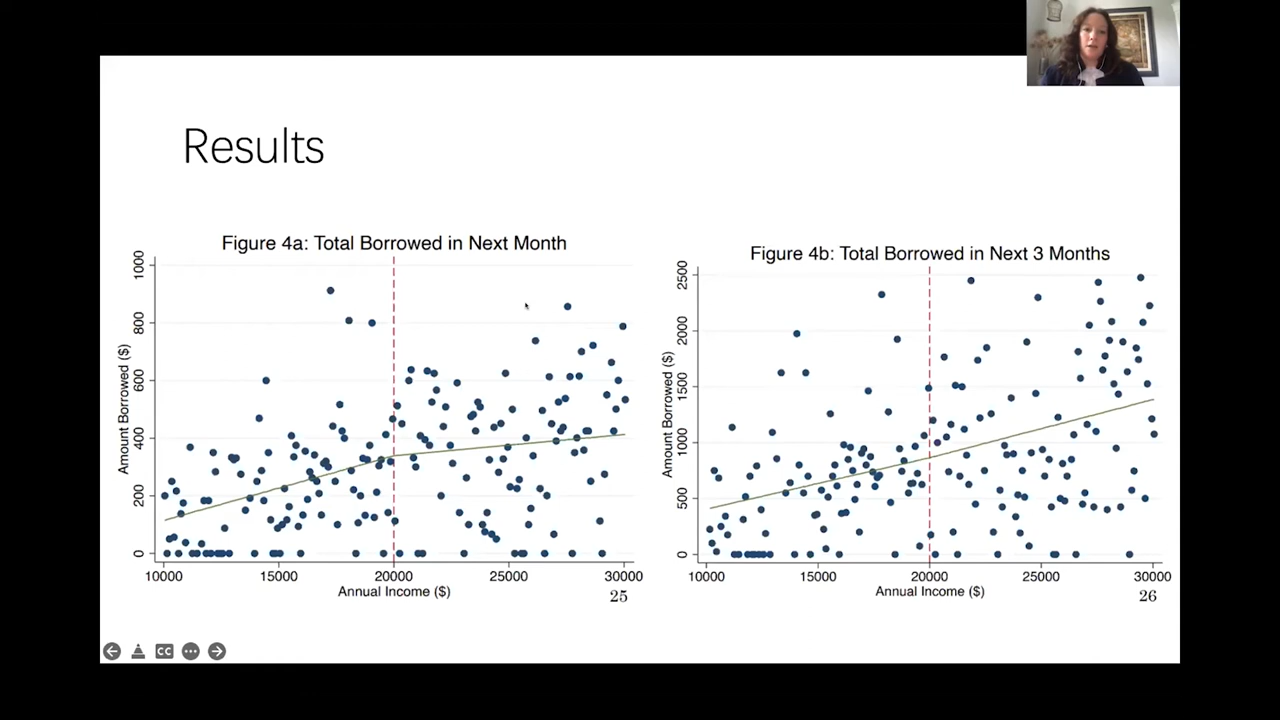 Results
Figure 4a: Total Borrowed in Next Month
Amount Borrowed ($)
1000
800
600
400
200
0
10000 15000 20000 25000 30000
Annual Income ($)
25
Figure 4b: Total Borrowed in Next 3 Months
Amount Borrowed ($)
2500
2000
1500
1000
500
0
10000 15000 20000 25000 30000
Annual Income ($)
26
CC